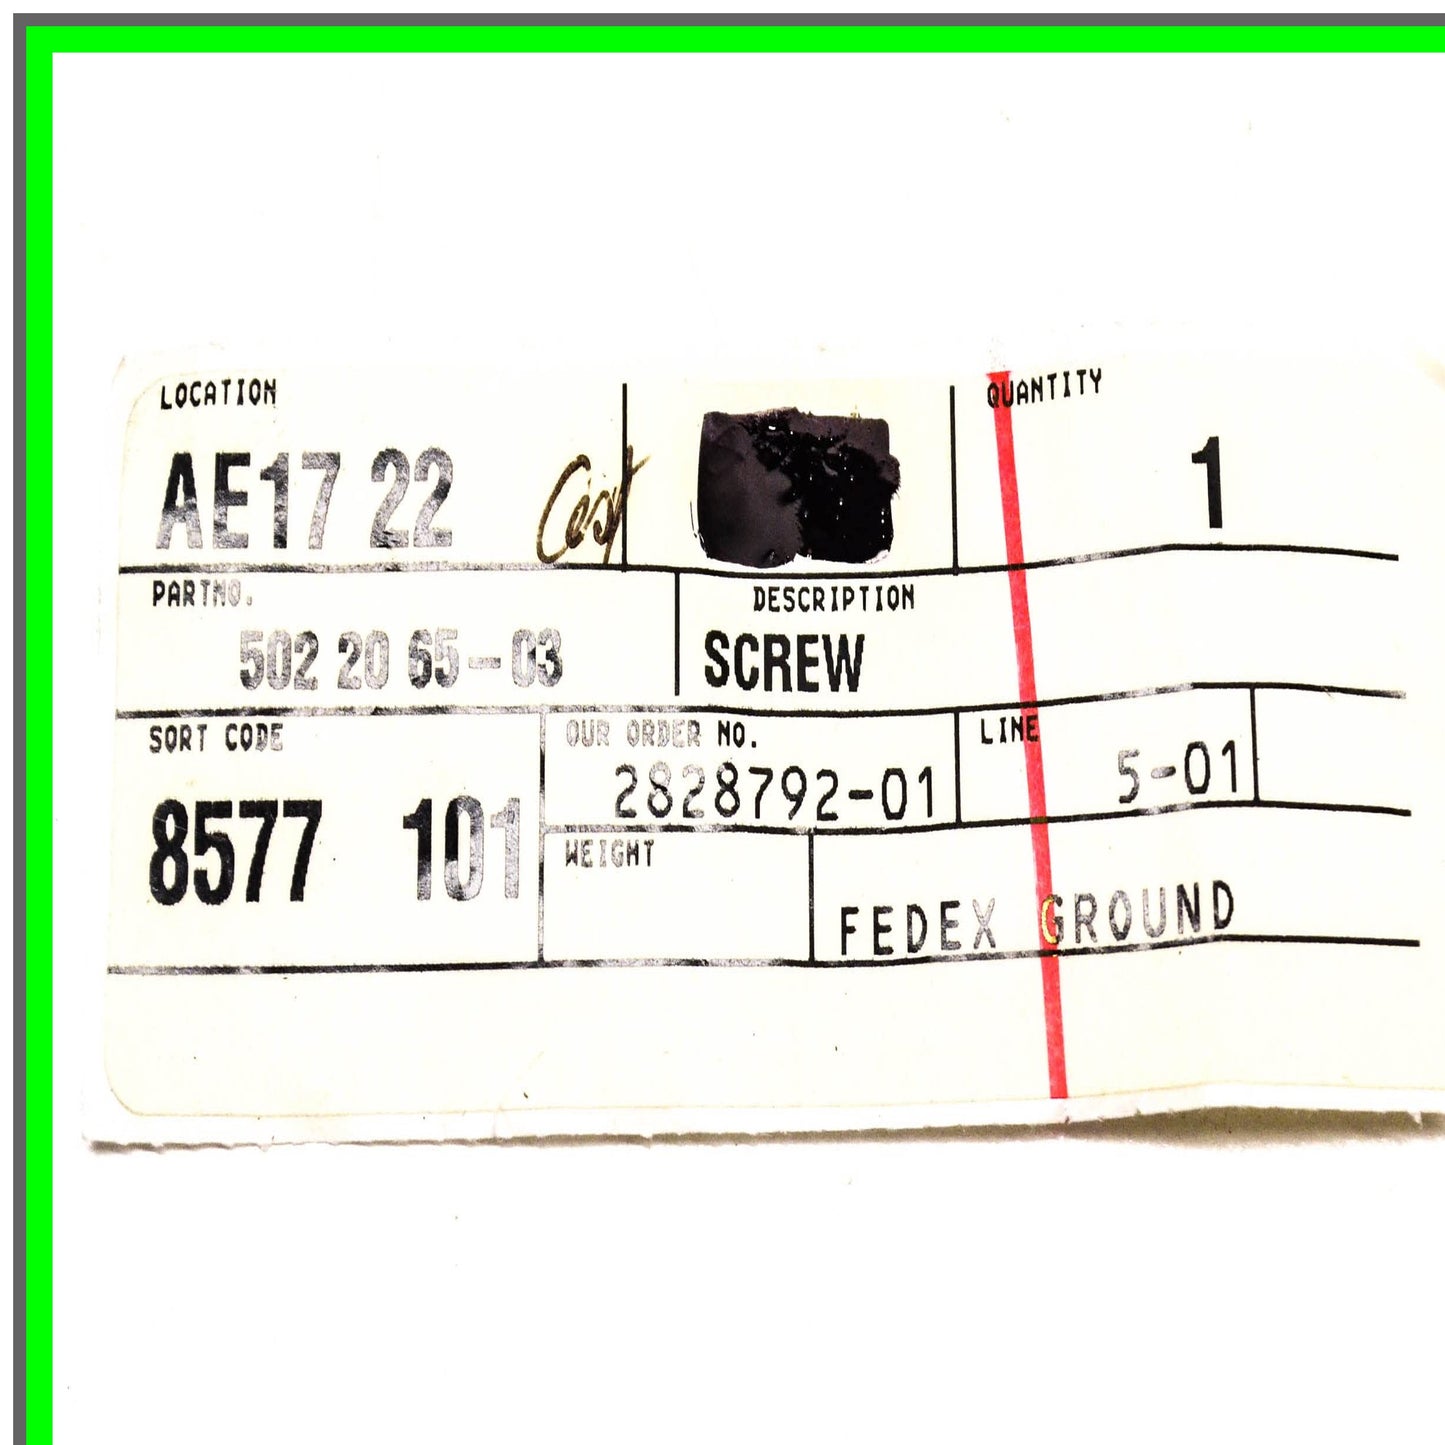 LOCATION
QUANTITY
AE17 22
1
PARTNO.
DESCRIPTION
502 20 65-03
SCREW
SORT CODE
OUR ORDER NO.
LINE
2828792-01
5-01
8577 101
WEIGHT
FEDEX GROUND